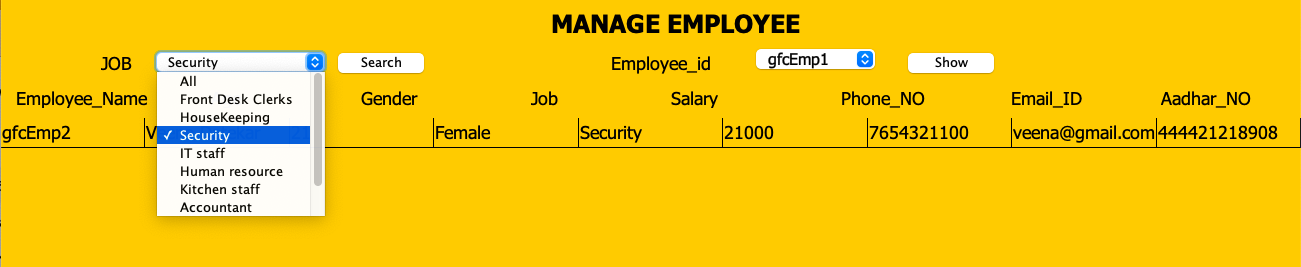 MANAGE EMPLOYEE
JOB Security Search Employee_id gfcEmp1 Show
All
Front Desk Clerks
HouseKeeping
Security
IT staff
Human resource
Kitchen staff
Accountant
Employee_Name Gender Job Salary Phone_NO Email_ID Aadhar_NO
gfcEmp2 V Female Security 21000 7654321100 veena@gmail.com 444421218908